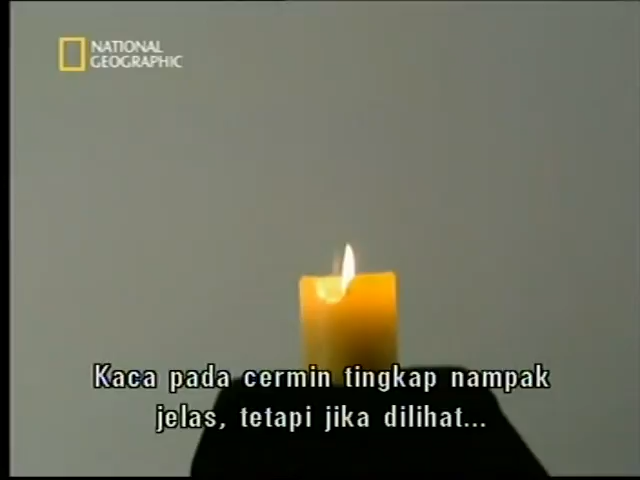 NATIONAL
GEOGRAPHIC
Kaca pada cermin tingkap nampak
jelas, tetapi jika dilihat...